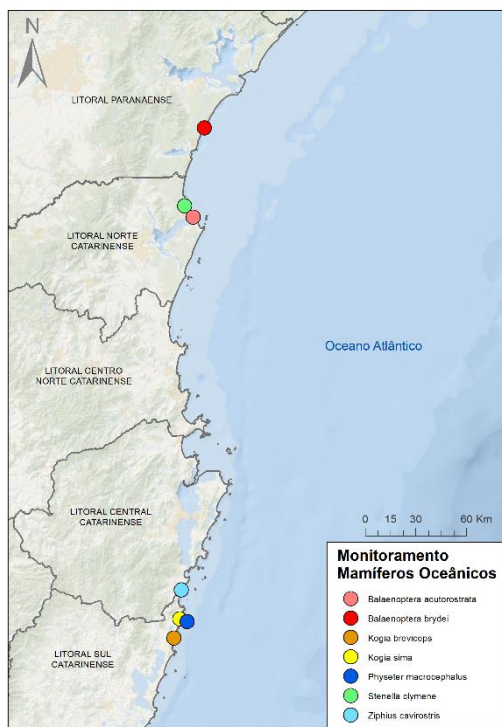 N
LITORAL PARANAENSE
LITORAL NORTE
CATARINENSE
LITORAL CENTRO
NORTE CATARINENSE
Oceano Atlântico
LITORAL CENTRAL
CATARINENSE
0 15 30 60 Km
LITORAL SUL
CATARINENSE
Monitoramento
Mamíferos Oceânicos
Balaenoptera acutorostrata
Balaenoptera brydei
Kogia breviceps
Kogia sima
Physeter macrocephalus
Stenella clymene
Ziphius cavirostris